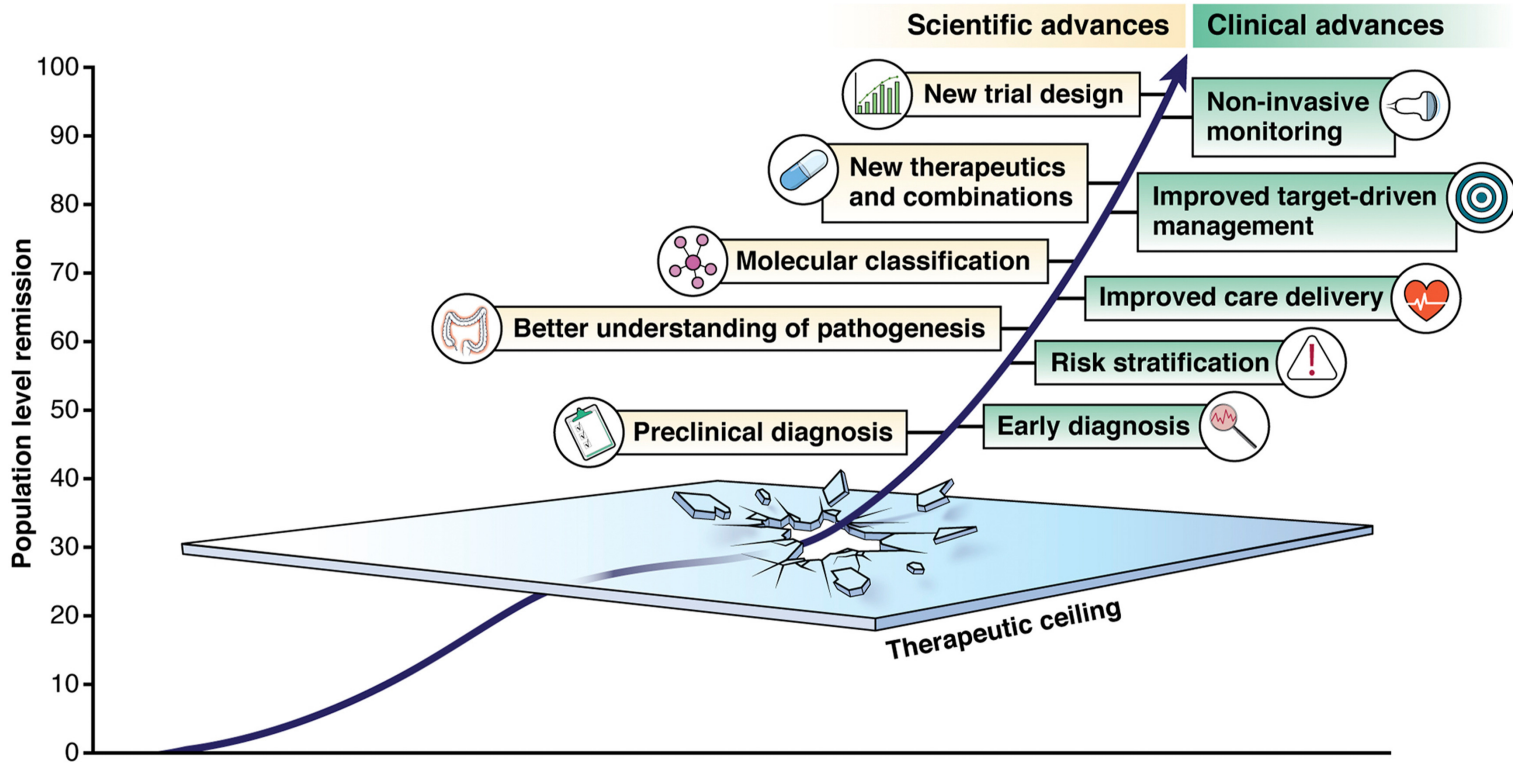 Scientific advances
Clinical advances
Population level remission
100
90
80
70
60
50
40
30
20
10
0
New trial design
Non-invasive
monitoring
New therapeutics
and combinations
Improved target-driven
management
Molecular classification
Improved care delivery
Better understanding of pathogenesis
Risk stratification
Preclinical diagnosis
Early diagnosis
Therapeutic ceiling